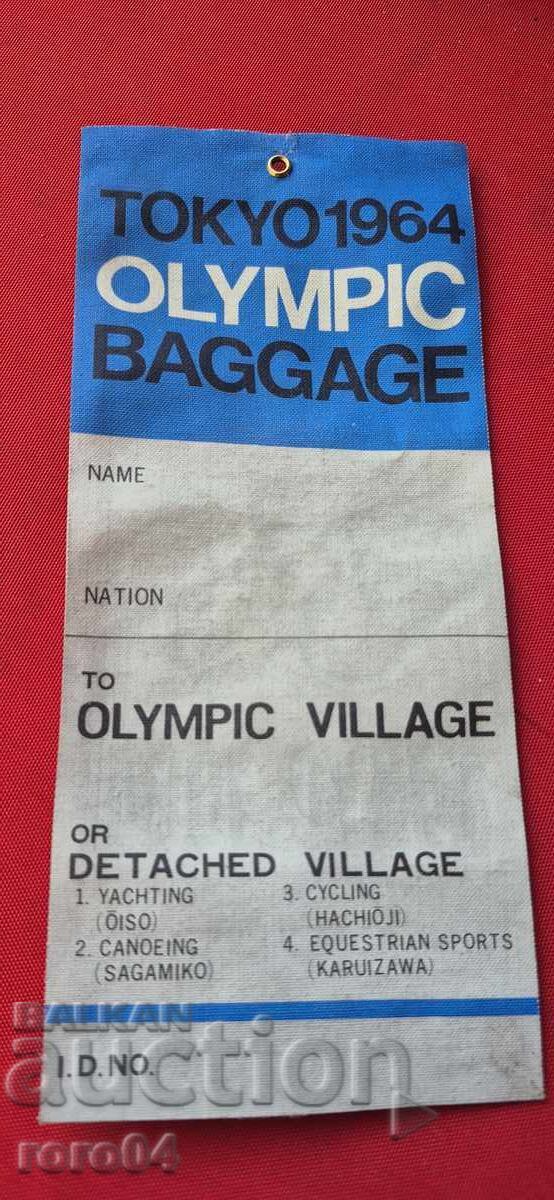 TOKYO 1964
OLYMPIC
BAGGAGE
NAME
NATION
TO
OLYMPIC VILLAGE
OR
DETACHED VILLAGE
1. YACHTING
(ŌISO)
2. CANOEING
(SAGAMIKO)
3. CYCLING
(HACHIŌJI)
4. EQUESTRIAN SPORTS
(KARUIZAWA)
BALKAN
auction
I.D.NO.
roro04